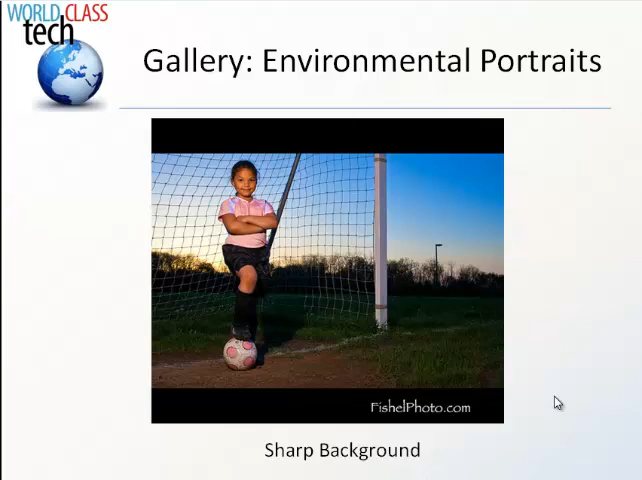 WORLD CLASS
tech
Gallery: Environmental Portraits
FishelPhoto.com
Sharp Background